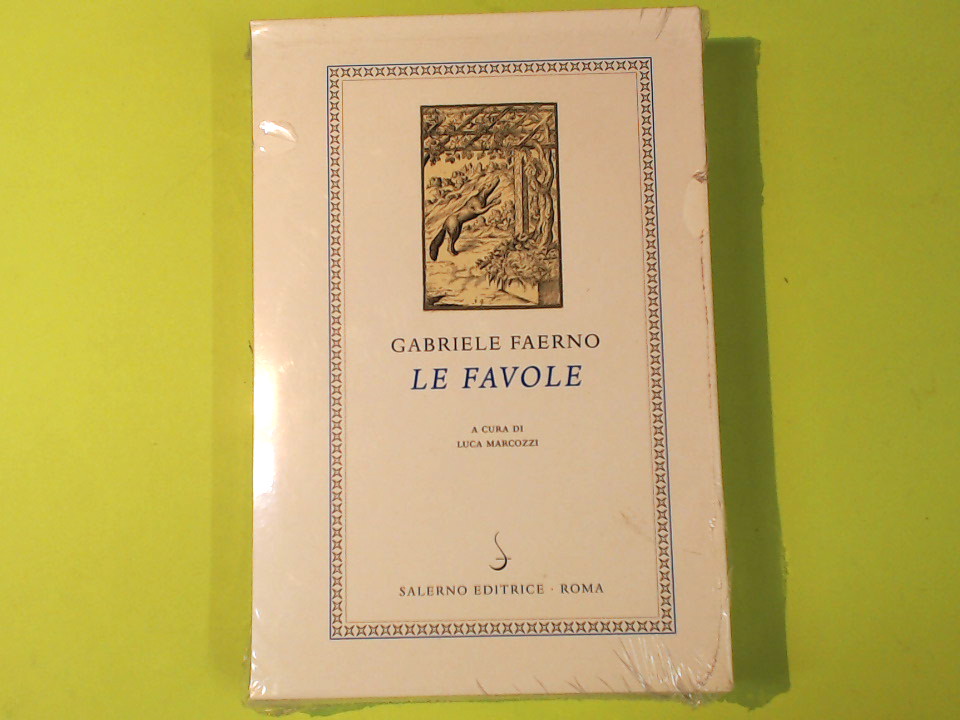 GABRIELE FAERNO
LE FAVOLE
A CURA DI
LUCA MARCOZZI
SALERNO EDITRICE · ROMA